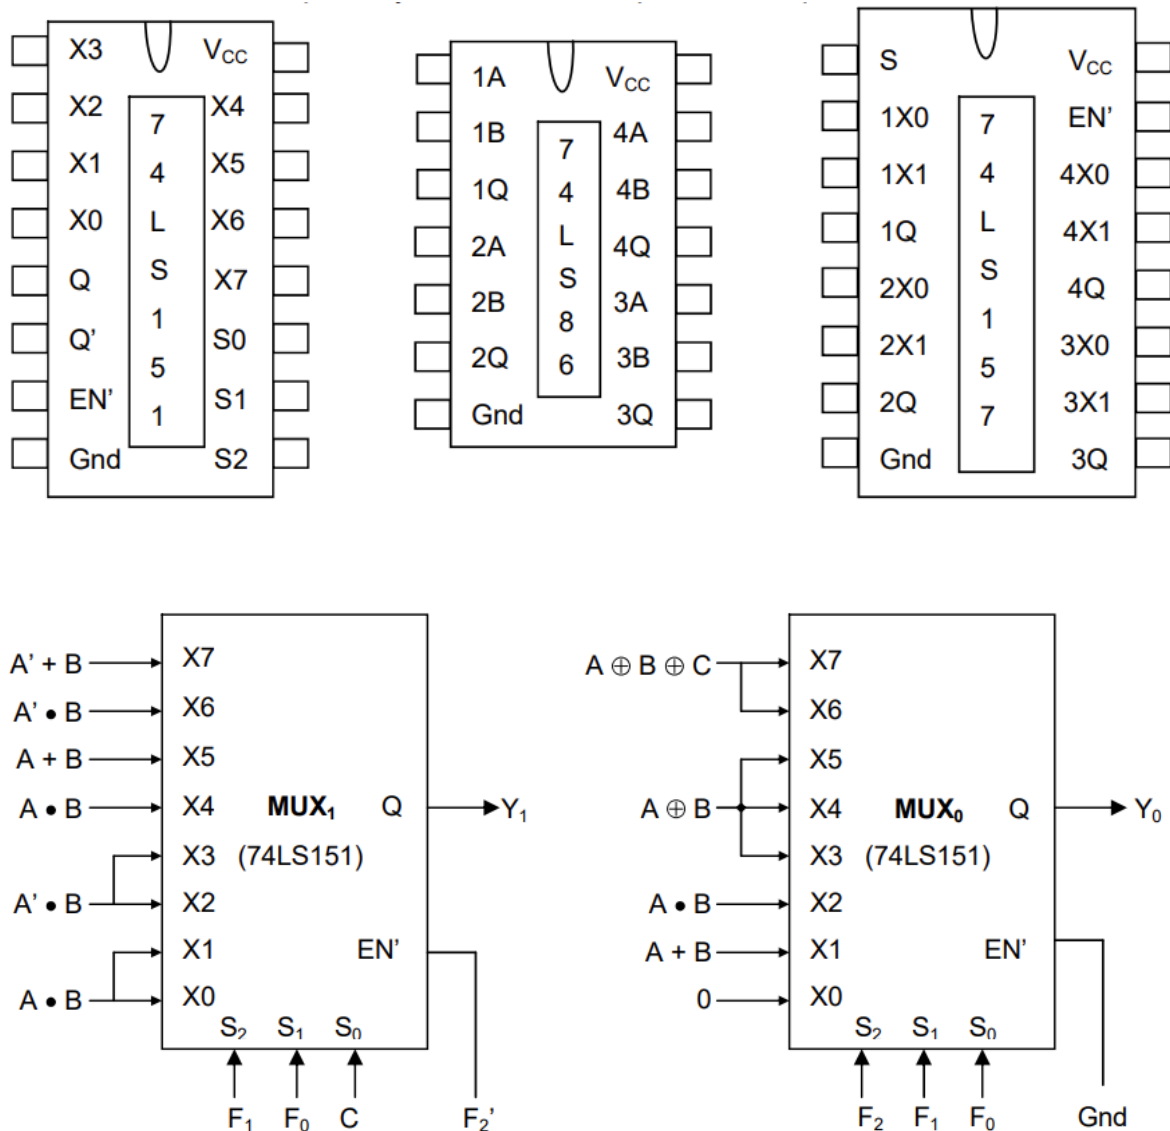 X3 V_CC
X2 7 X4
X1 4 X5
X0 L X6
Q S X7
Q' 1 S0
EN' 5 S1
Gnd 1 S2
1A V_CC
1B 7 4A
1Q 4 4B
2A L 4Q
2B S 3A
2Q 8 3B
Gnd 6 3Q
S V_CC
1X0 7 EN'
1X1 4 4X0
1Q L 4X1
2X0 S 4Q
2X1 1 3X0
2Q 5 3X1
Gnd 7 3Q
A' + B X7
A' • B X6
A + B X5
A • B X4 MUX₁ Q Y₁
X3 (74LS151)
A' • B X2
X1 EN'
A • B X0
S₂ S₁ S₀
F₁ F₀ C F₂'
A ⊕ B ⊕ C X7
X6
X5
A ⊕ B X4 MUX₀ Q Y₀
X3 (74LS151)
A • B X2
A + B X1 EN'
0 X0
S₂ S₁ S₀
F₂ F₁ F₀ Gnd